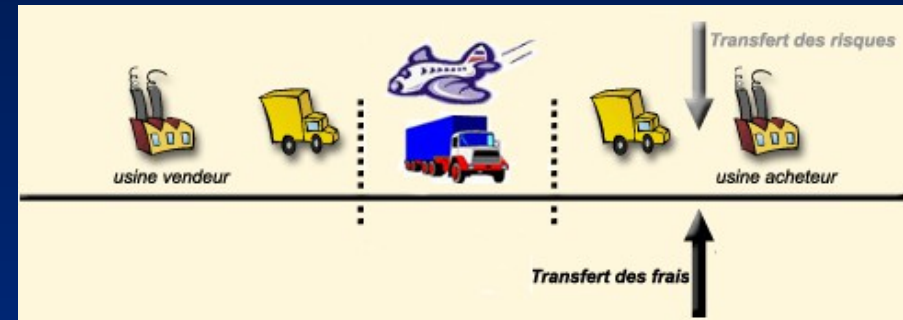 Transfert des risques
usine vendeur
usine acheteur
Transfert des frais